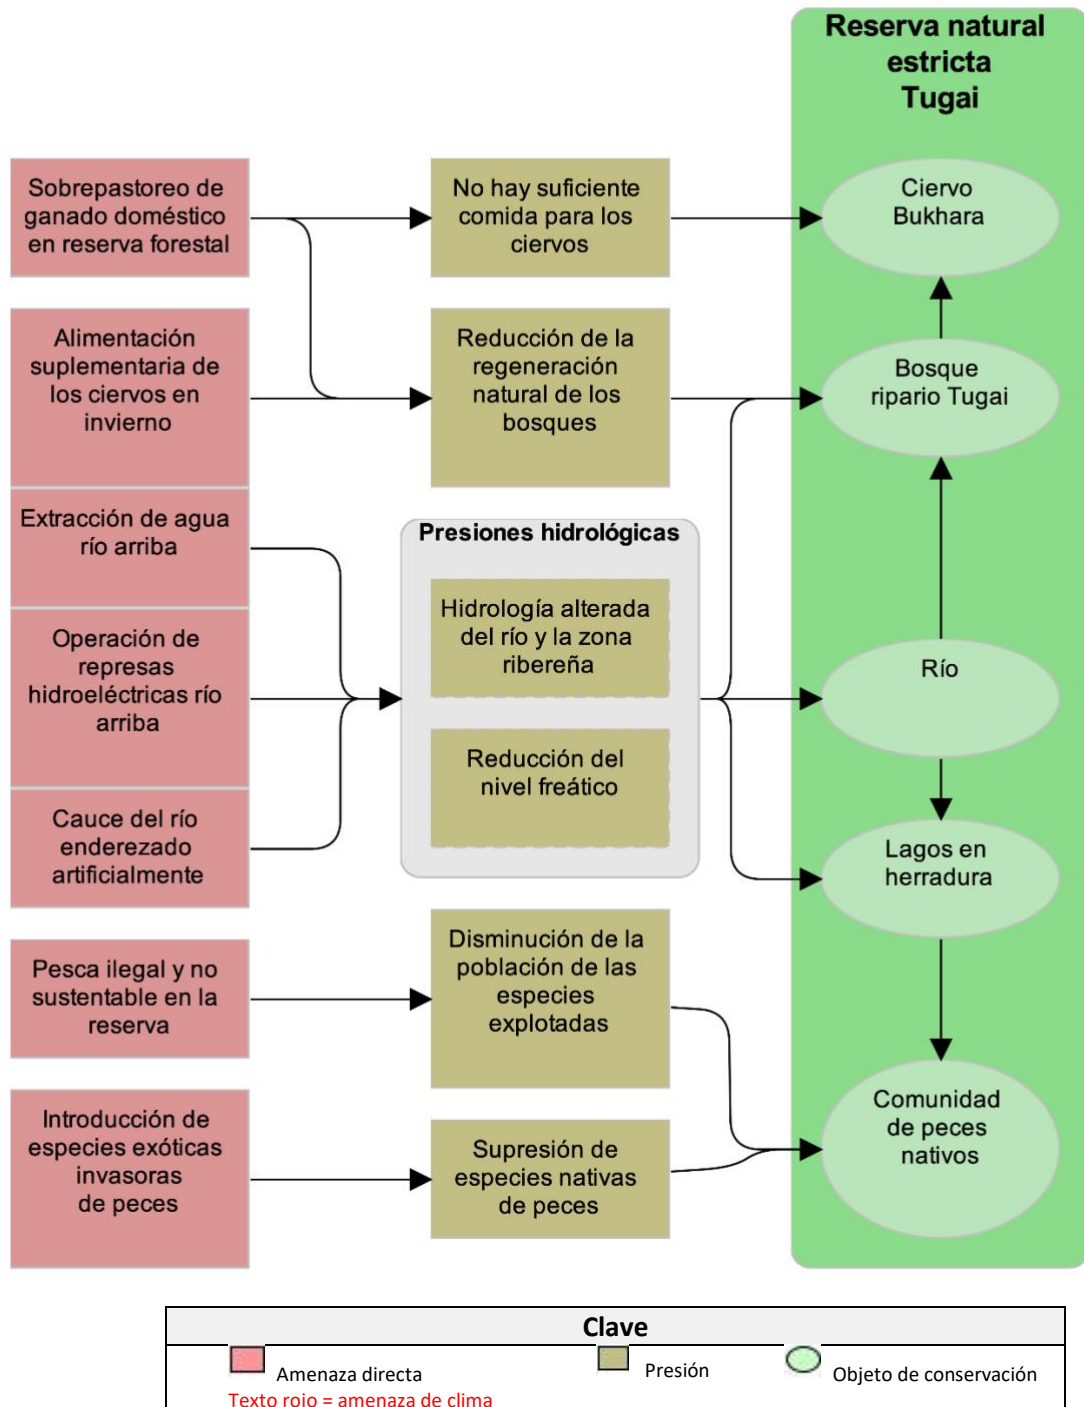 Reserva natural
estricta
Tugai
Sobrepastoreo de
ganado doméstico
en reserva forestal
No hay suficiente
comida para los
ciervos
Ciervo
Bukhara
Alimentación
suplementaria de
los ciervos en
invierno
Reducción de la
regeneración
natural de los
bosques
Bosque
ripario Tugai
Extracción de agua
río arriba
Presiones hidrológicas
Hidrología alterada
del río y la zona
ribereña
Operación de
represas
hidroeléctricas río
arriba
Río
Reducción del
nivel freático
Cauce del río
enderezado
artificialmente
Lagos en
herradura
Pesca ilegal y no
sustentable en la
reserva
Disminución de la
población de las
especies
explotadas
Introducción de
especies exóticas
invasoras
de peces
Supresión de
especies nativas
de peces
Comunidad
de peces
nativos
Clave
Amenaza directa
Presión
Objeto de conservación
Texto rojo = amenaza de clima